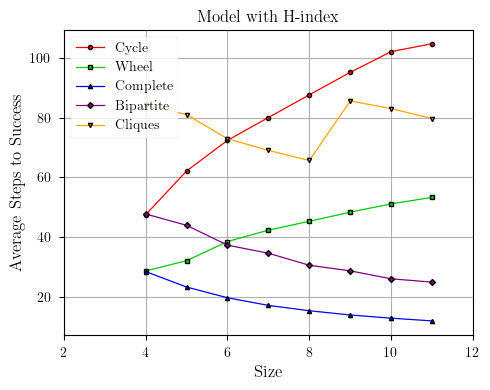 Model with H-index
Cycle
Wheel
Complete
Bipartite
Cliques
Average Steps to Success
100
80
60
40
20
2 4 6 8 10 12
Size